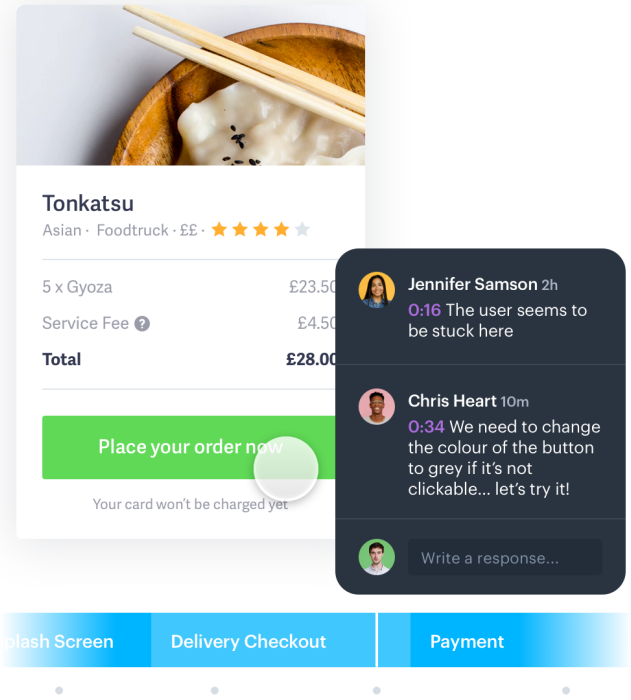 Tonkatsu
Asian · Foodtruck · ££ ·
5 x Gyoza £23.50
Service Fee ? £4.50
Total £28.00
Place your order now
Your card won't be charged yet
Jennifer Samson 2h
0:16 The user seems to
be stuck here
Chris Heart 10m
0:34 We need to change
the colour of the button
to grey if it's not
clickable... let's try it!
Write a response...
plash Screen Delivery Checkout Payment